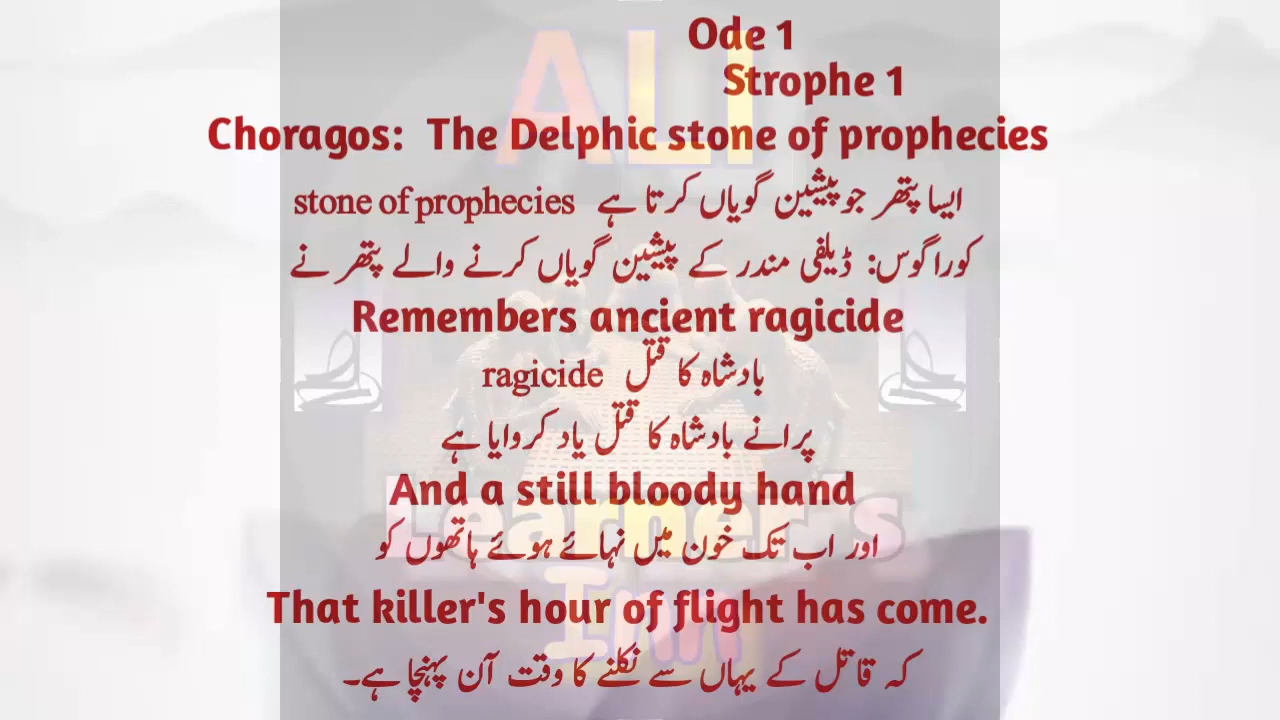 Ode 1
Strophe 1
Choragos: The Delphic stone of prophecies
ایسا پتھر جو پیشین گویاں کرتا ہے stone of prophecies
کوراگوس: ڈیلفی مندر کے پیشین گویاں کرنے والے پتھر نے
Remembers ancient ragicide
بادشاہ کا قتل ragicide
پرانے بادشاہ کا قتل یاد کروایا ہے
And a still bloody hand
اور اب تک خون میں نہائے ہوئے ہاتھوں کو
That killer's hour of flight has come.
کہ قاتل کے یہاں سے نکلنے کا وقت آن پہنچا ہے۔
ALI
Learner's
Inn